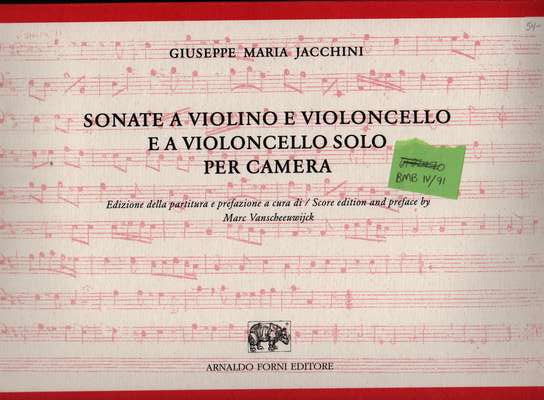 54-
GIUSEPPE MARIA JACCHINI
SONATE A VIOLINO E VIOLONCELLO
E A VIOLONCELLO SOLO
PER CAMERA
BMB IV/91
Edizione della partitura e prefazione a cura di / Score edition and preface by
Marc Vanscheeuwijck
ARNALDO FORNI EDITORE